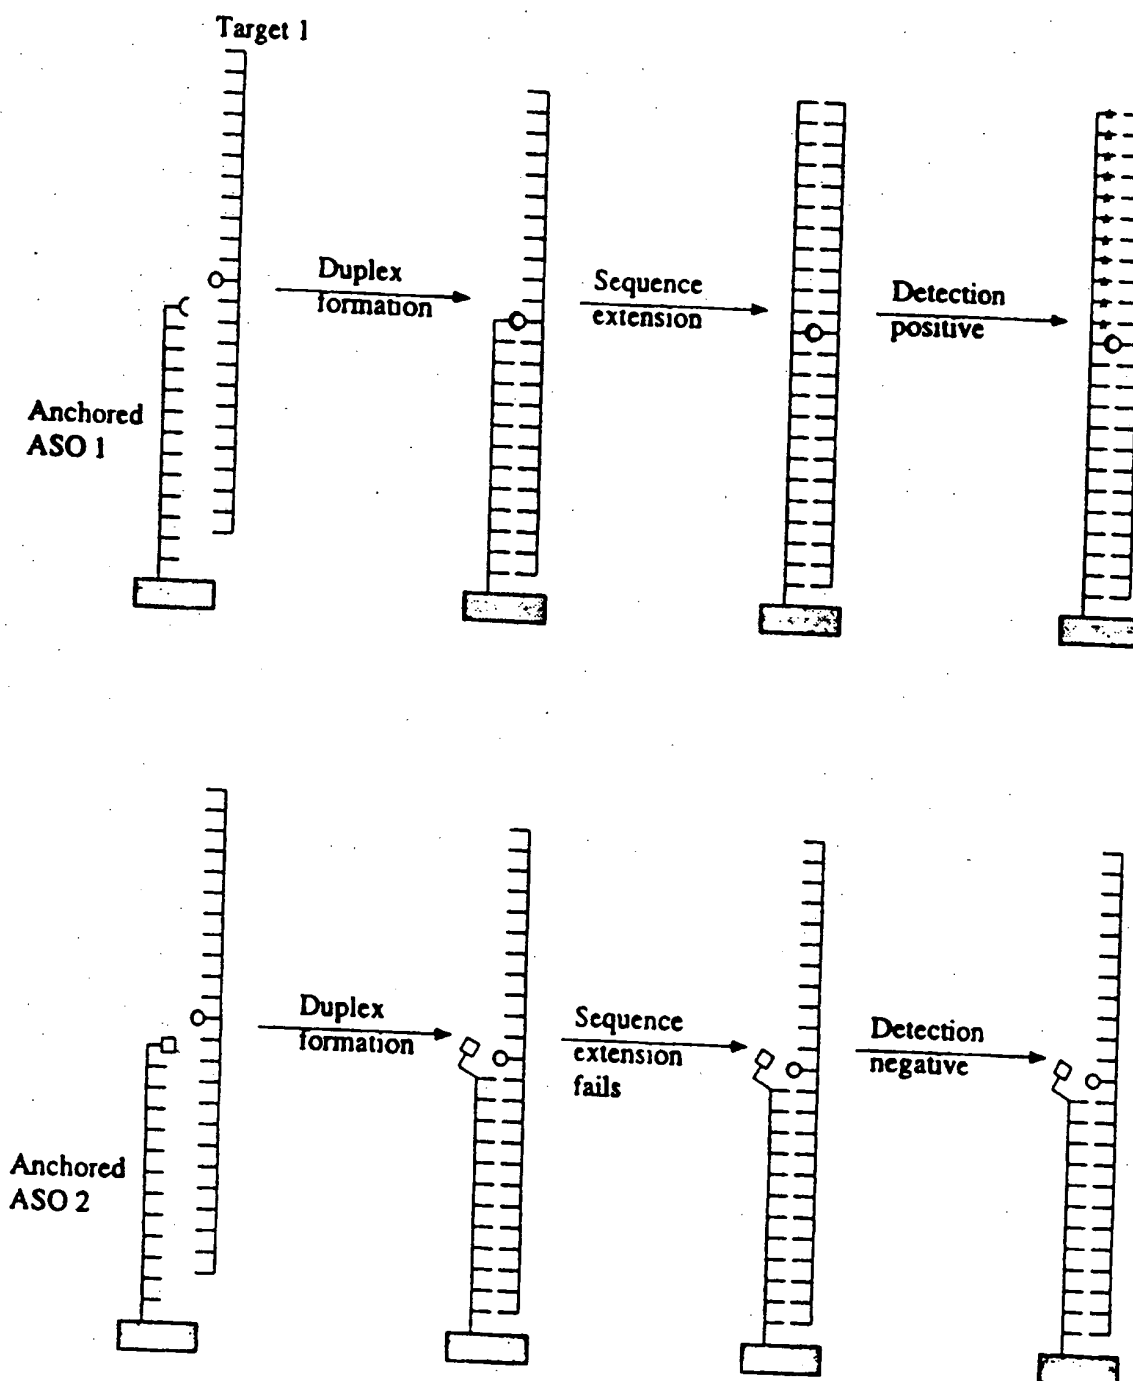 Target 1
Duplex
formation
Sequence
extension
Detection
positive
Anchored
ASO 1
Duplex
formation
Sequence
extension
fails
Detection
negative
Anchored
ASO 2